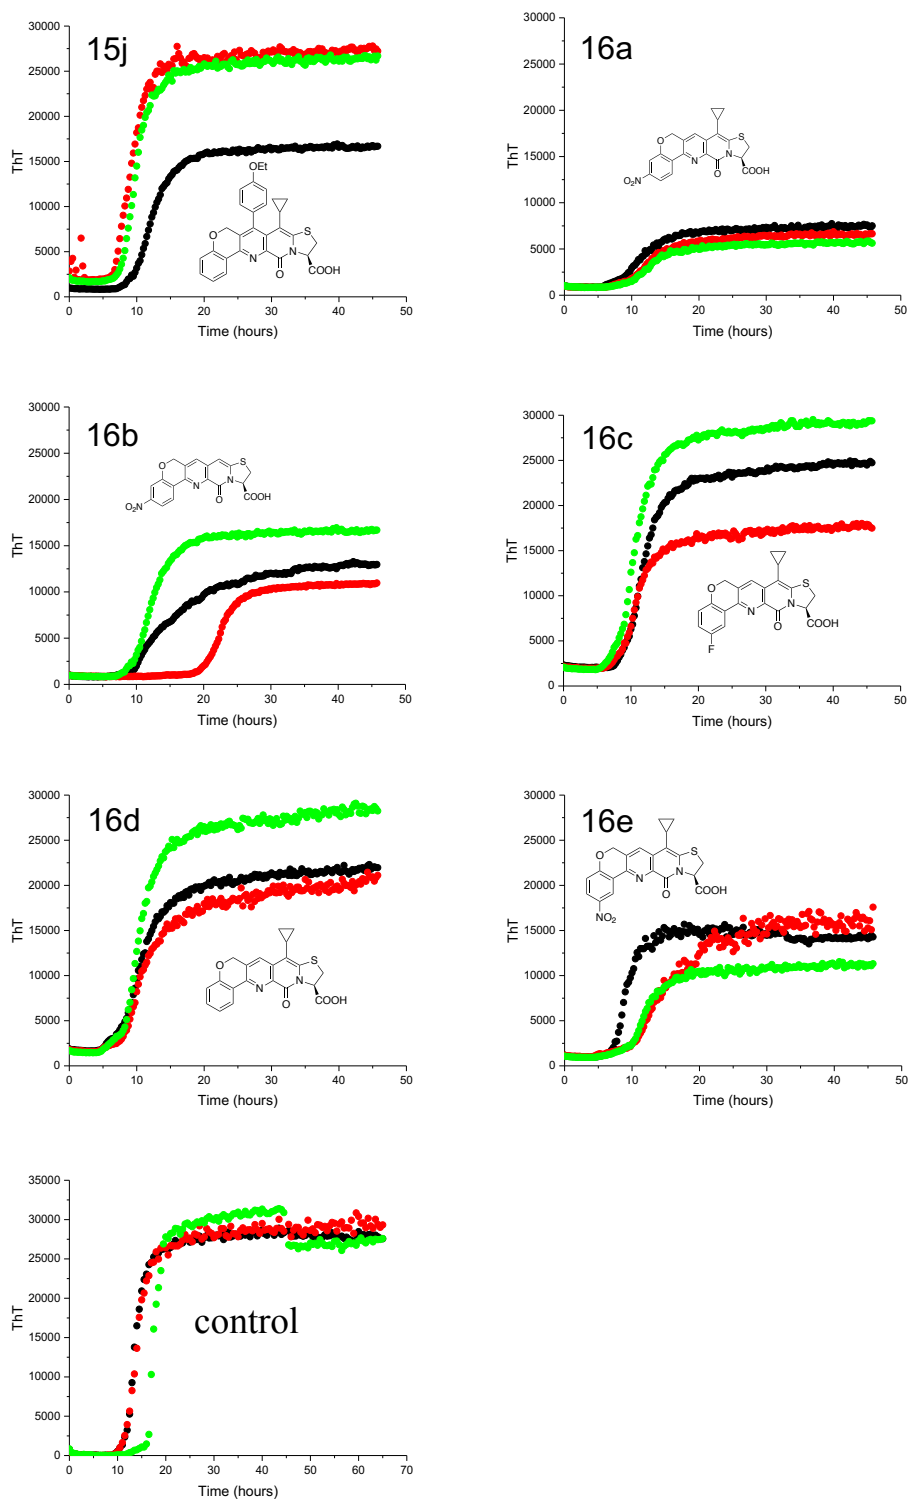 30000
25000
20000
15000
10000
5000
0
ThT
15j
OEt
O
S
N
N
O
COOH
0 10 20 30 40 50
Time (hours)
30000
25000
20000
15000
10000
5000
0
ThT
16a
O
S
O₂N
N
N
O
COOH
0 10 20 30 40 50
Time (hours)
30000
25000
20000
15000
10000
5000
0
ThT
16b
O
S
O₂N
N
N
O
COOH
0 10 20 30 40 50
Time (hours)
30000
25000
20000
15000
10000
5000
0
ThT
16c
O
S
N
N
O
COOH
F
0 10 20 30 40 50
Time (hours)
30000
25000
20000
15000
10000
5000
0
ThT
16d
O
S
N
N
O
COOH
0 10 20 30 40 50
Time (hours)
30000
25000
20000
15000
10000
5000
0
ThT
16e
O
S
N
N
O
COOH
NO₂
0 10 20 30 40 50
Time (hours)
35000
30000
25000
20000
15000
10000
5000
0
ThT
control
0 10 20 30 40 50 60 70
Time (hours)